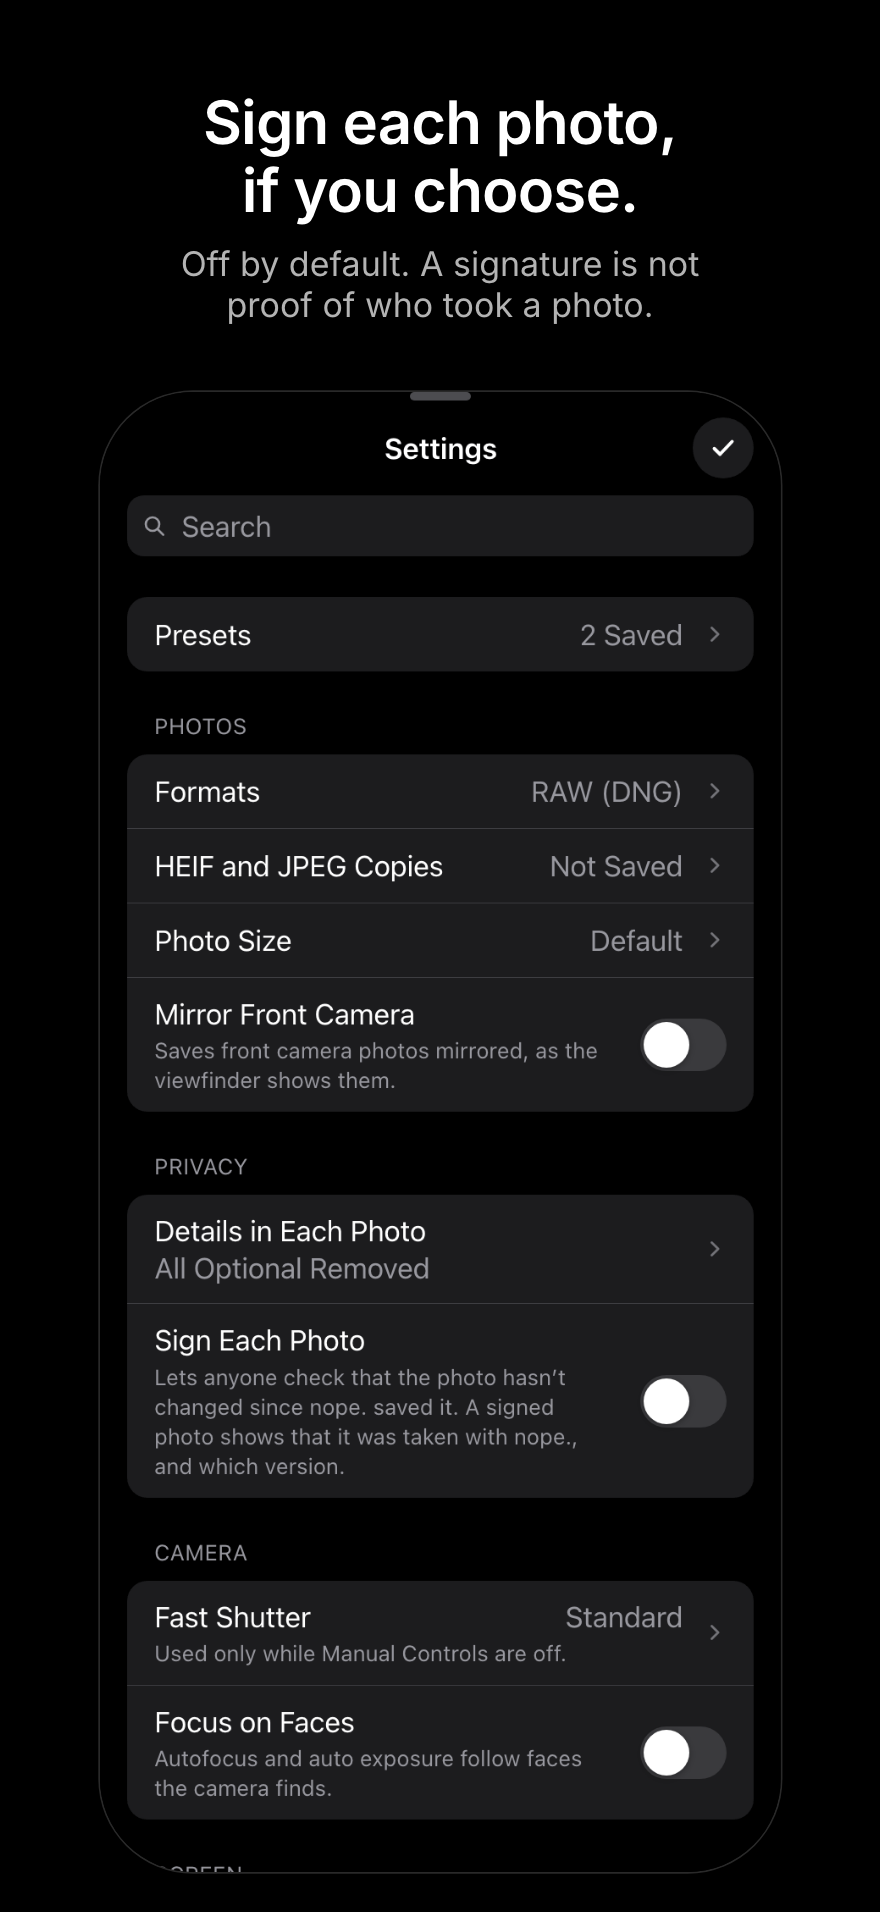 Sign each photo,
if you choose.
Off by default. A signature is not
proof of who took a photo.
Settings
Search
Presets 2 Saved
PHOTOS
Formats RAW (DNG)
HEIF and JPEG Copies Not Saved
Photo Size Default
Mirror Front Camera
Saves front camera photos mirrored, as the
viewfinder shows them.
PRIVACY
Details in Each Photo
All Optional Removed
Sign Each Photo
Lets anyone check that the photo hasn’t
changed since nope. saved it. A signed
photo shows that it was taken with nope.,
and which version.
CAMERA
Fast Shutter Standard
Used only while Manual Controls are off.
Focus on Faces
Autofocus and auto exposure follow faces
the camera finds.